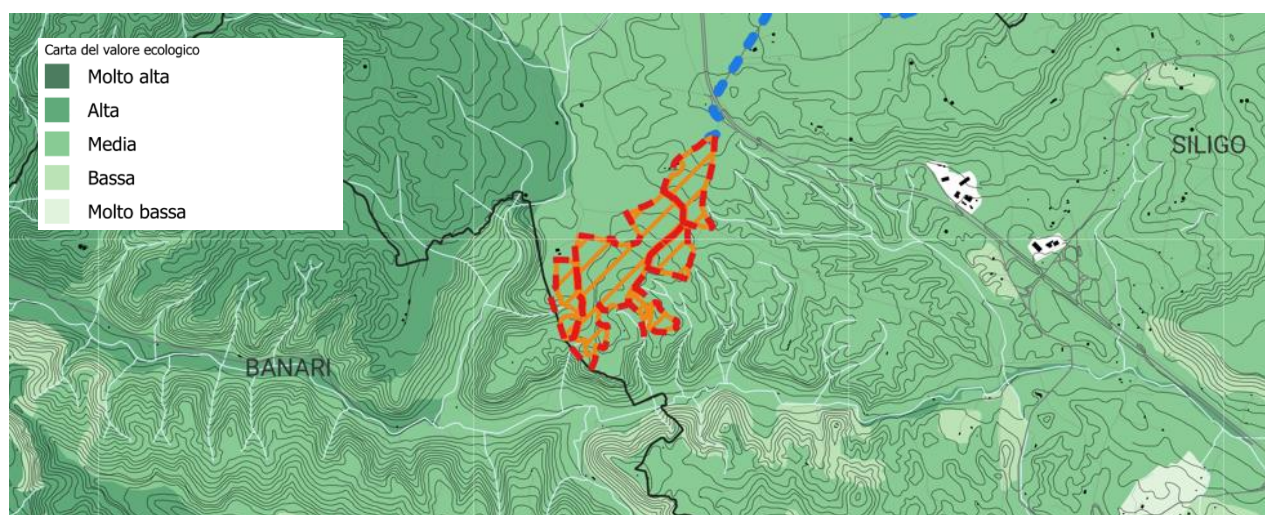 Carta del valore ecologico
Molto alta
Alta
Media
Bassa
Molto bassa
SILIGO
BANARI